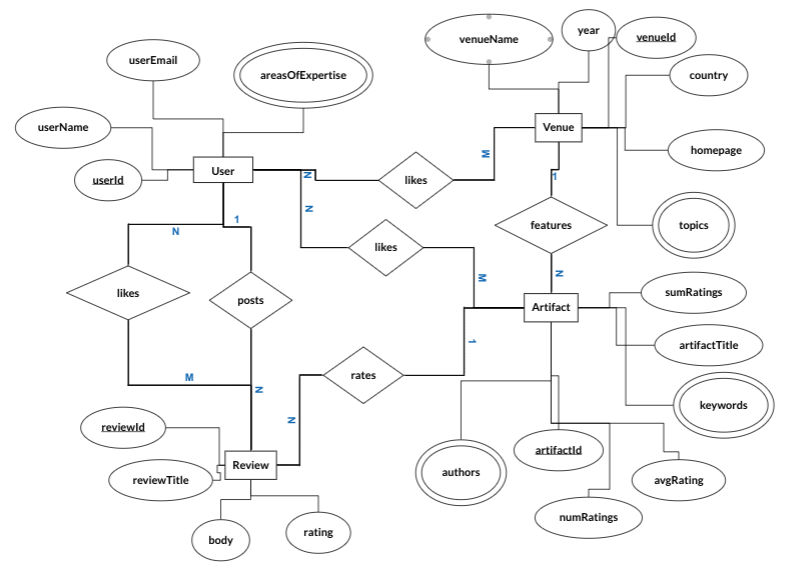 venueName
year
venueId
userEmail
areasOfExpertise
country
userName
Venue
homepage
M
User
N
likes
1
userId
N
1
N
features
topics
likes
N
likes
posts
M
sumRatings
Artifact
1
artifactTitle
rates
M
N
keywords
N
reviewId
artifactId
Review
authors
reviewTitle
avgRating
numRatings
body
rating